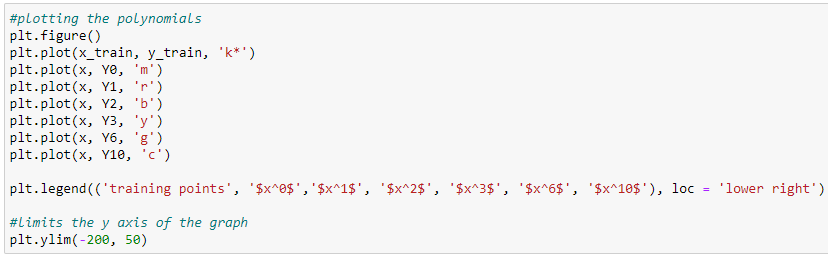 #plotting the polynomials
plt.figure()
plt.plot(x_train, y_train, 'k*')
plt.plot(x, Y0, 'm')
plt.plot(x, Y1, 'r')
plt.plot(x, Y2, 'b')
plt.plot(x, Y3, 'y')
plt.plot(x, Y6, 'g')
plt.plot(x, Y10, 'c')
plt.legend(('training points', '$x^0$','$x^1$', '$x^2$', '$x^3$', '$x^6$', '$x^10$'), loc = 'lower right')
#limits the y axis of the graph
plt.ylim(-200, 50)